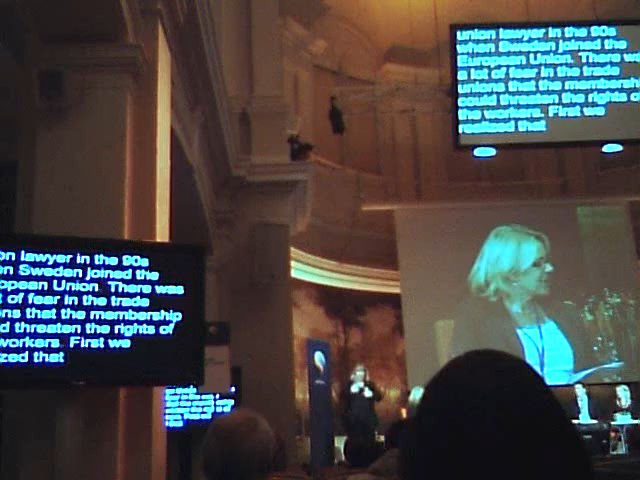 union lawyer in the 90s
when Sweden joined the
European Union. There wa
a lot of fear in the trade
unions that the membersh
could threaten the rights o
the workers. First we
realized that
on lawyer in the 90s
en Sweden joined the
opean Union. There was
t of fear in the trade
ons that the membership
d threaten the rights of
workers. First we
zed that